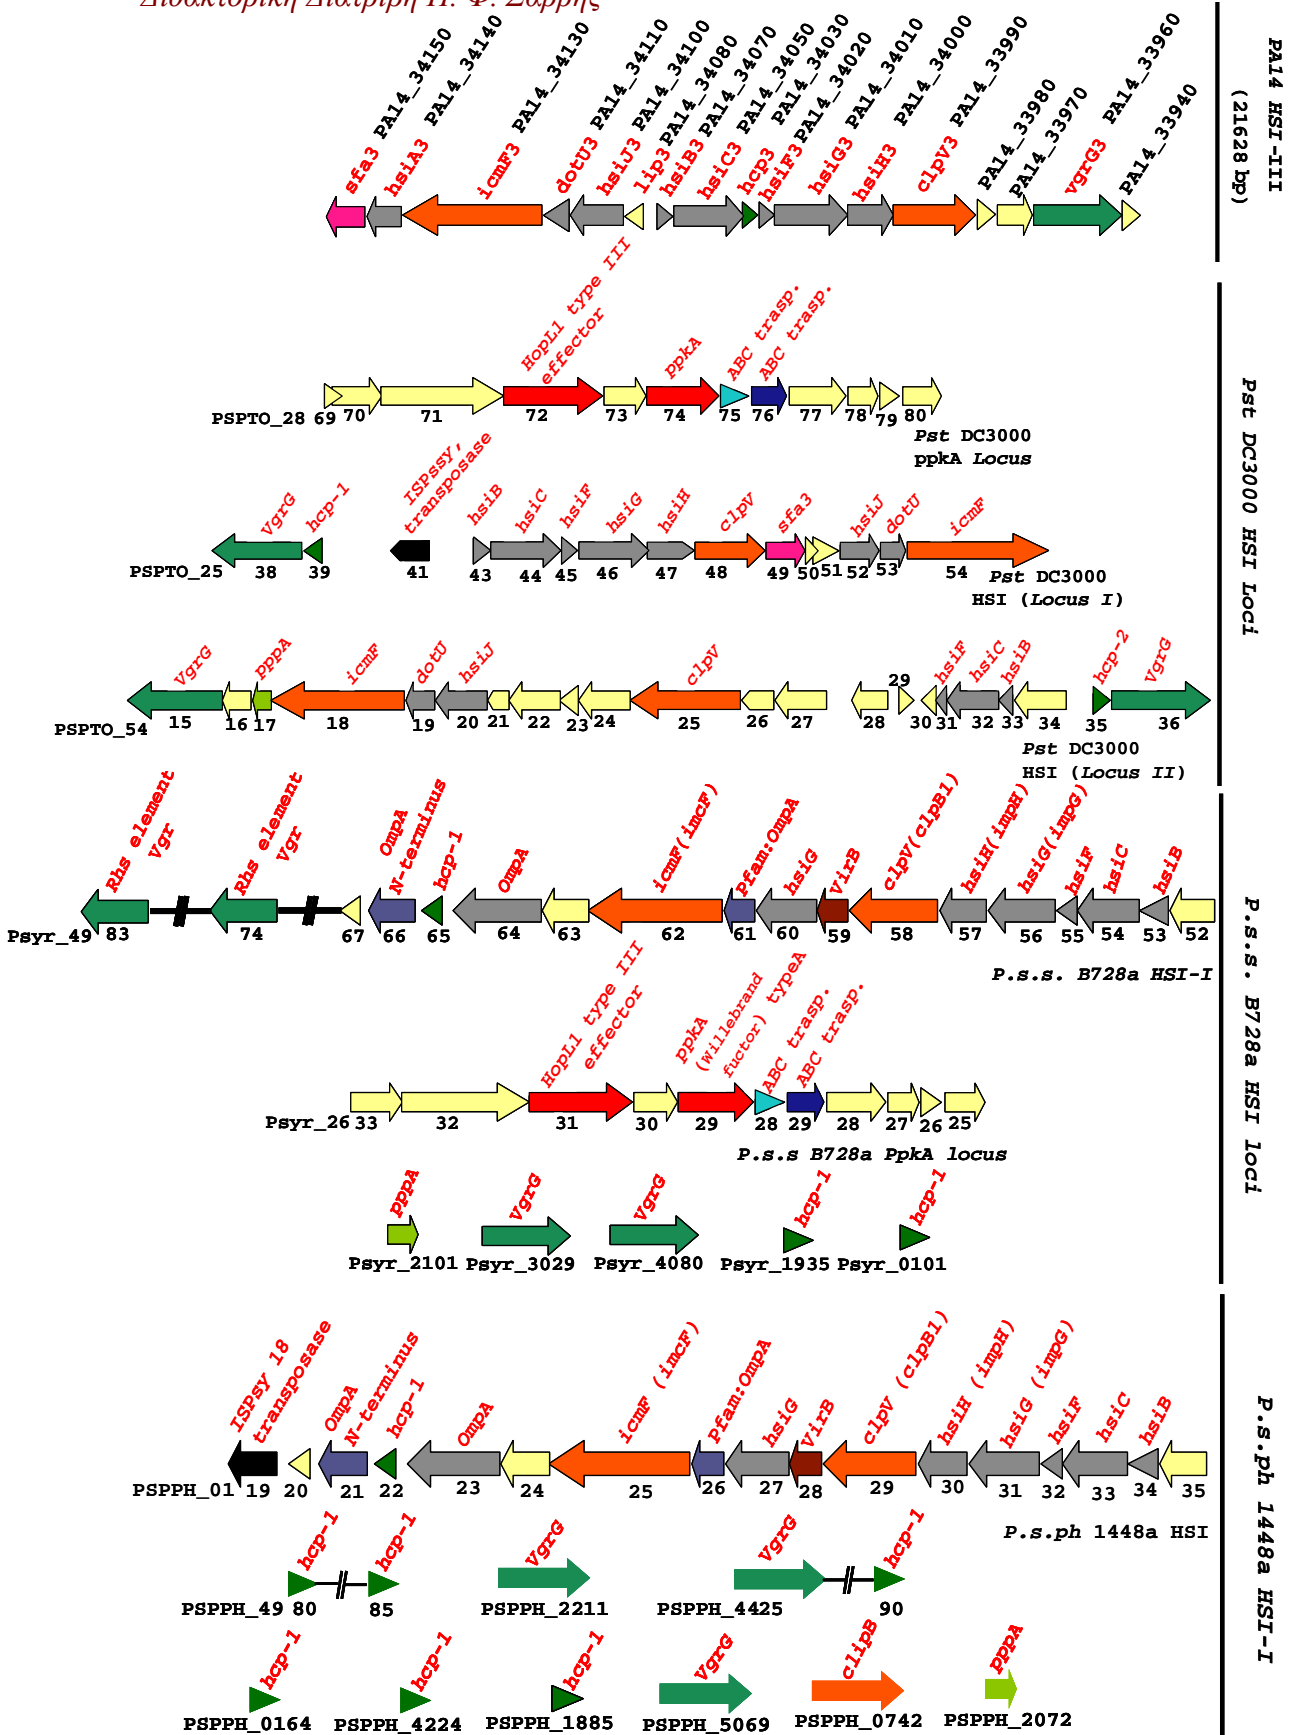 Διδακτορική Διατριβή Π. Φ. Σαρρής
PA14 HSI-III
(21628 bp)
sfa3 PA14_34150
hsiA3 PA14_34140
icmF3 PA14_34130
dotU3 PA14_34110
hsiJ3 PA14_34100
lip3 PA14_34080
hsiB3 PA14_34070
hsiC3 PA14_34050
hcp3 PA14_34030
hsiF3 PA14_34020
hsiG3 PA14_34010
hsiH3 PA14_34000
clpV3 PA14_33990
PA14_33980
PA14_33970
vgrG3 PA14_33960
PA14_33940
Pst DC3000 HSI Loci
HopL1 type III
effector
ppkA
ABC trasp.
ABC trasp.
PSPTO_28 69 70 71 72 73 74 75 76 77 78 79 80
Pst DC3000
ppkA Locus
VgrG
hcp-1
ISPssy,
transposase
hsiB
hsiC
hsiF
hsiG
hsiH
clpV
sfa3
hsiJ
dotU
icmF
PSPTO_25 38 39 41 43 44 45 46 47 48 49 50 51 52 53 54
Pst DC3000
HSI (Locus I)
VgrG
pppA
icmF
dotU
hsiJ
clpV
hsiF
hsiC
hsiB
hcp-2
VgrG
PSPTO_54 15 16 17 18 19 20 21 22 23 24 25 26 27 28 29 30 31 32 33 34 35 36
Pst DC3000
HSI (Locus II)
P.s.s. B728a HSI loci
Rhs element
Vgr
Rhs element
Vgr
OmpA
N-terminus
hcp-1
OmpA
icmF(imcF)
Pfam:OmpA
hsiG
VirB
clpV(clpB1)
hsiH(impH)
hsiG(impG)
hsiF
hsiC
hsiB
Psyr_49 83 74 67 66 65 64 63 62 61 60 59 58 57 56 55 54 53 52
P.s.s. B728a HSI-I
HopL1 type III
effector
ppkA
(Willebrand
fuctor) typeA
ABC trasp.
ABC trasp.
Psyr_26 33 32 31 30 29 28 29 28 27 26 25
P.s.s B728a PpkA locus
pppA
VgrG
VgrG
hcp-1
hcp-1
Psyr_2101 Psyr_3029 Psyr_4080 Psyr_1935 Psyr_0101
P.s.ph 1448a HSI-I
ISPsy 18
transposase
OmpA
N-terminus
hcp-1
OmpA
icmF (imcF)
Pfam:OmpA
hsiG
VirB
clpV (clpB1)
hsiH (impH)
hsiG (impG)
hsiF
hsiC
hsiB
PSPPH_01 19 20 21 22 23 24 25 26 27 28 29 30 31 32 33 34 35
P.s.ph 1448a HSI
hcp-1
hcp-1
VgrG
VgrG
hcp-1
PSPPH_49 80 85 PSPPH_2211 PSPPH_4425 90
hcp-1
hcp-1
hcp-1
VgrG
clipB
pppA
PSPPH_0164 PSPPH_4224 PSPPH_1885 PSPPH_5069 PSPPH_0742 PSPPH_2072